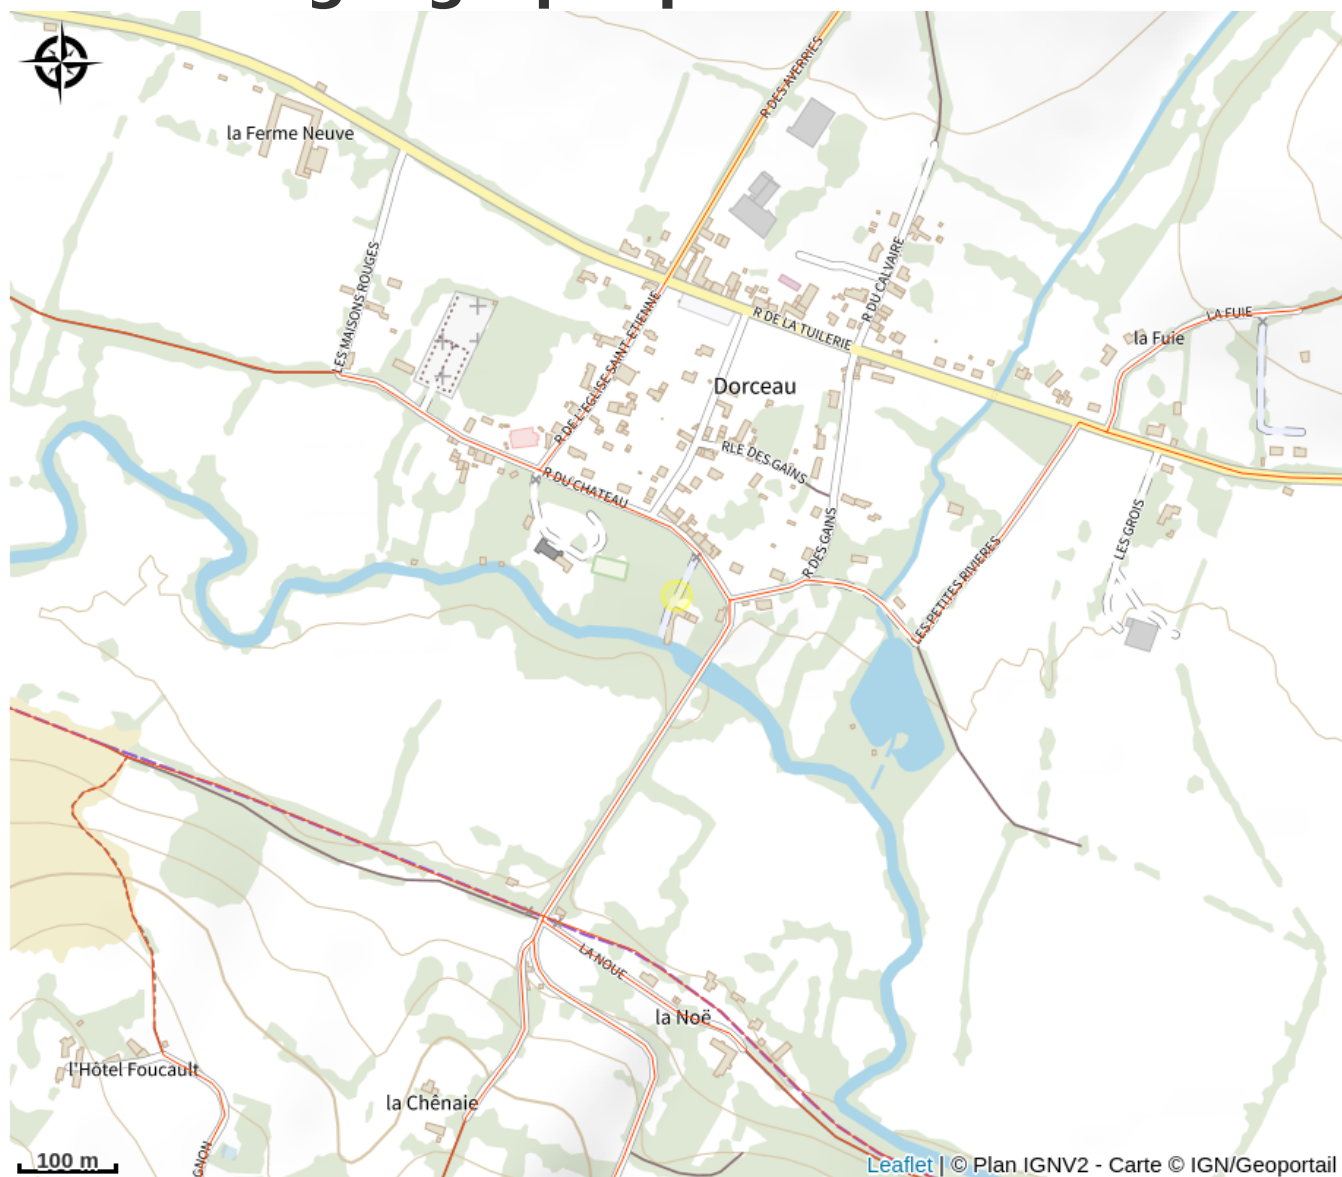 R DES AVERRIES
la Ferme Neuve
R DU CALVAIRE
LES MAISONS ROUGES
R DE L'EGLISE SAINT-ETIENNE
R DE LA TUILERIE
LA FUIE
la Fuie
Dorceau
RLE DES GAINS
R DU CHATEAU
R DES GAINS
LES GROIS
LES PETITES RIVIERES
LA NOUE
la Noë
l'Hôtel Foucault
la Chênaie
GNON
100 m
Leaflet | © Plan IGNV2 - Carte © IGN/Geoportail